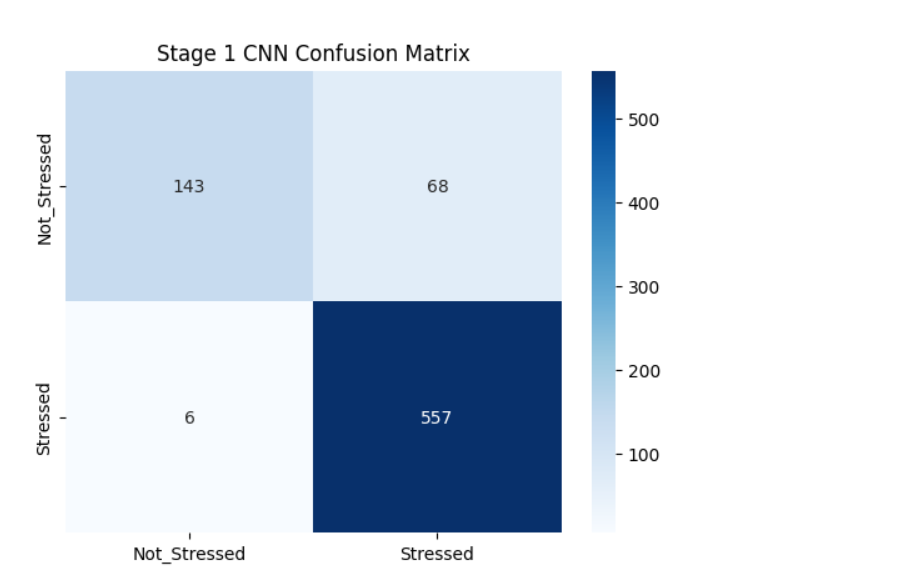 Stage 1 CNN Confusion Matrix
Not_Stressed
143
68
Stressed
6
557
Not_Stressed
Stressed
500
400
300
200
100